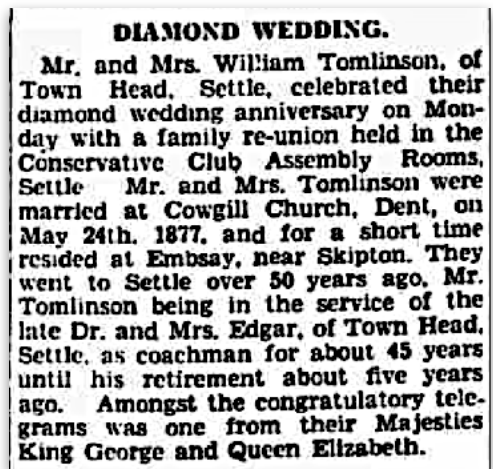 DIAMOND WEDDING.
Mr. and Mrs. William Tomlinson, of
Town Head, Settle, celebrated their
diamond wedding anniversary on Mon-
day with a family re-union held in the
Conservative Club Assembly Rooms,
Settle Mr. and Mrs. Tomlinson were
married at Cowgill Church, Dent, on
May 24th, 1877, and for a short time
resided at Embsay, near Skipton. They
went to Settle over 50 years ago, Mr.
Tomlinson being in the service of the
late Dr. and Mrs. Edgar, of Town Head,
Settle, as coachman for about 45 years
until his retirement about five years
ago. Amongst the congratulatory tele-
grams was one from their Majesties
King George and Queen Elizabeth.